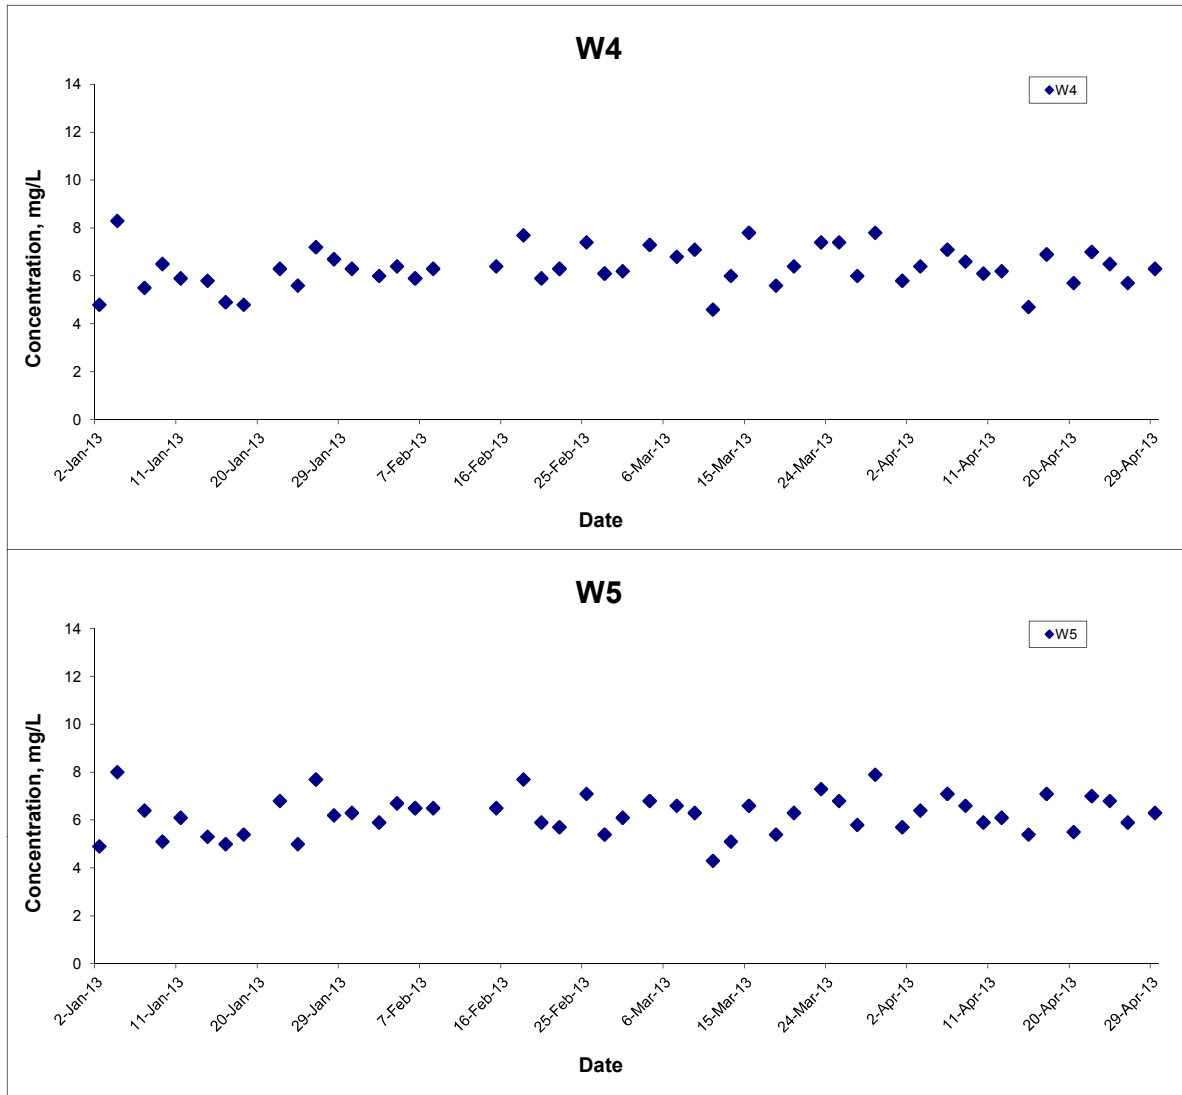 W4
W4
14
12
10
8
6
4
2
0
Concentration, mg/L
2-Jan-13
11-Jan-13
20-Jan-13
29-Jan-13
7-Feb-13
16-Feb-13
25-Feb-13
6-Mar-13
15-Mar-13
24-Mar-13
2-Apr-13
11-Apr-13
20-Apr-13
29-Apr-13
Date
W5
W5
14
12
10
8
6
4
2
0
Concentration, mg/L
2-Jan-13
11-Jan-13
20-Jan-13
29-Jan-13
7-Feb-13
16-Feb-13
25-Feb-13
6-Mar-13
15-Mar-13
24-Mar-13
2-Apr-13
11-Apr-13
20-Apr-13
29-Apr-13
Date